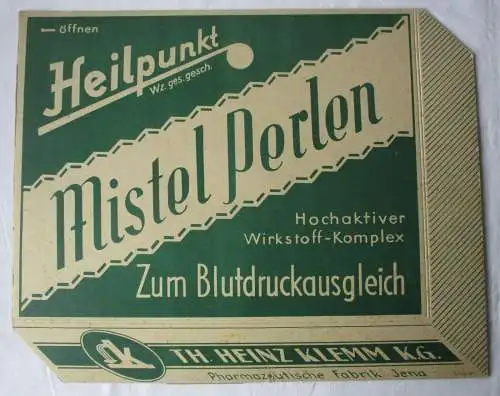 öffnen
Heilpunkt
Wz. ges. gesch.
Mistel Perlen
Hochaktiver
Wirkstoff-Komplex
Zum Blutdruckausgleich
TH. HEINZ KLEMM K.G.
Pharmazeutische Fabrik Jena